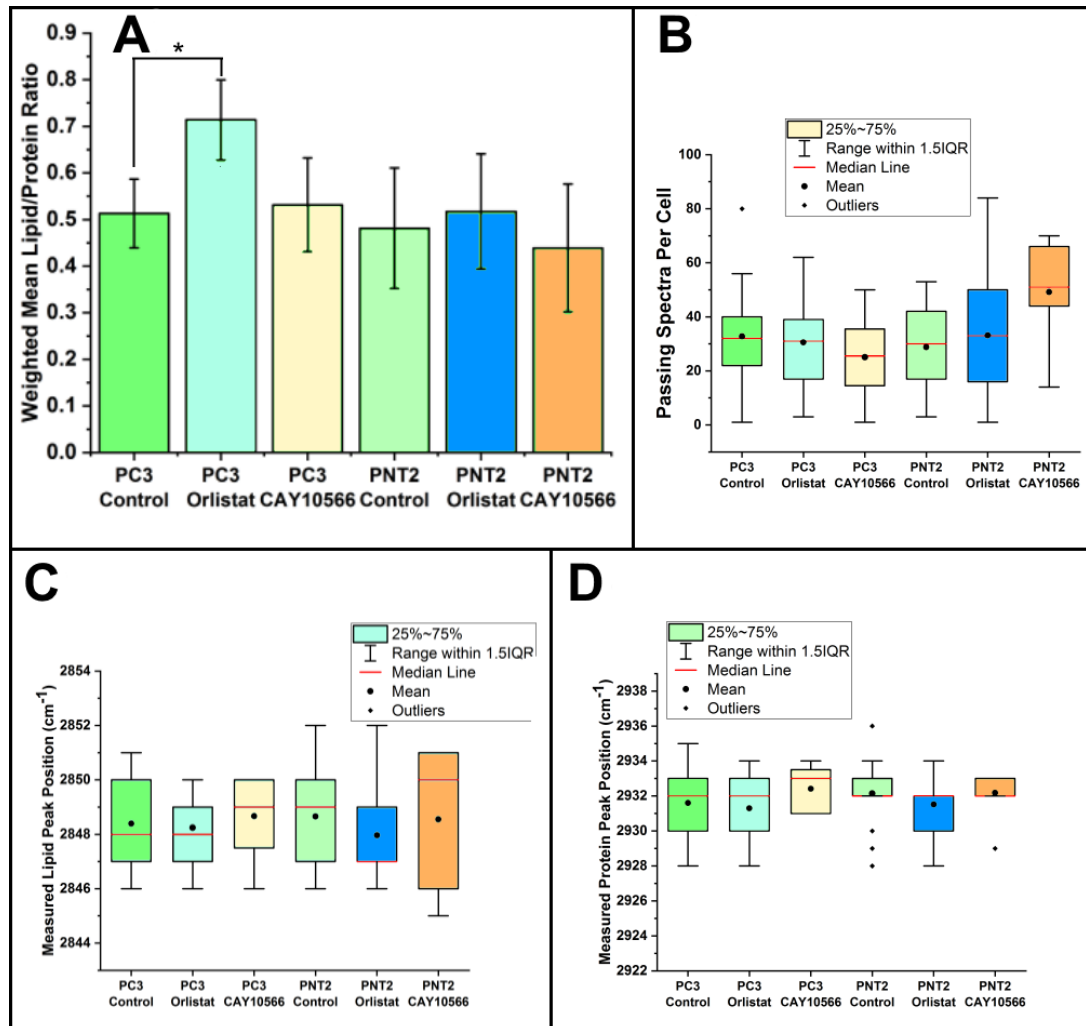 A
*
Weighted Mean Lipid/Protein Ratio
0.9
0.8
0.7
0.6
0.5
0.4
0.3
0.2
0.1
0.0
PC3 PC3 PC3 PNT2 PNT2 PNT2
Control Orlistat CAY10566 Control Orlistat CAY10566
B
25%~75%
Range within 1.5IQR
Median Line
Mean
Outliers
Passing Spectra Per Cell
100
80
60
40
20
0
PC3 PC3 PC3 PNT2 PNT2 PNT2
Control Orlistat CAY10566 Control Orlistat CAY10566
C
25%~75%
Range within 1.5IQR
Median Line
Mean
Outliers
Measured Lipid Peak Position (cm⁻¹)
2854
2852
2850
2848
2846
2844
PC3 PC3 PC3 PNT2 PNT2 PNT2
Control Orlistat CAY10566 Control Orlistat CAY10566
D
25%~75%
Range within 1.5IQR
Median Line
Mean
Outliers
Measured Protein Peak Position (cm⁻¹)
2938
2936
2934
2932
2930
2928
2926
2924
2922
PC3 PC3 PC3 PNT2 PNT2 PNT2
Control Orlistat CAY10566 Control Orlistat CAY10566